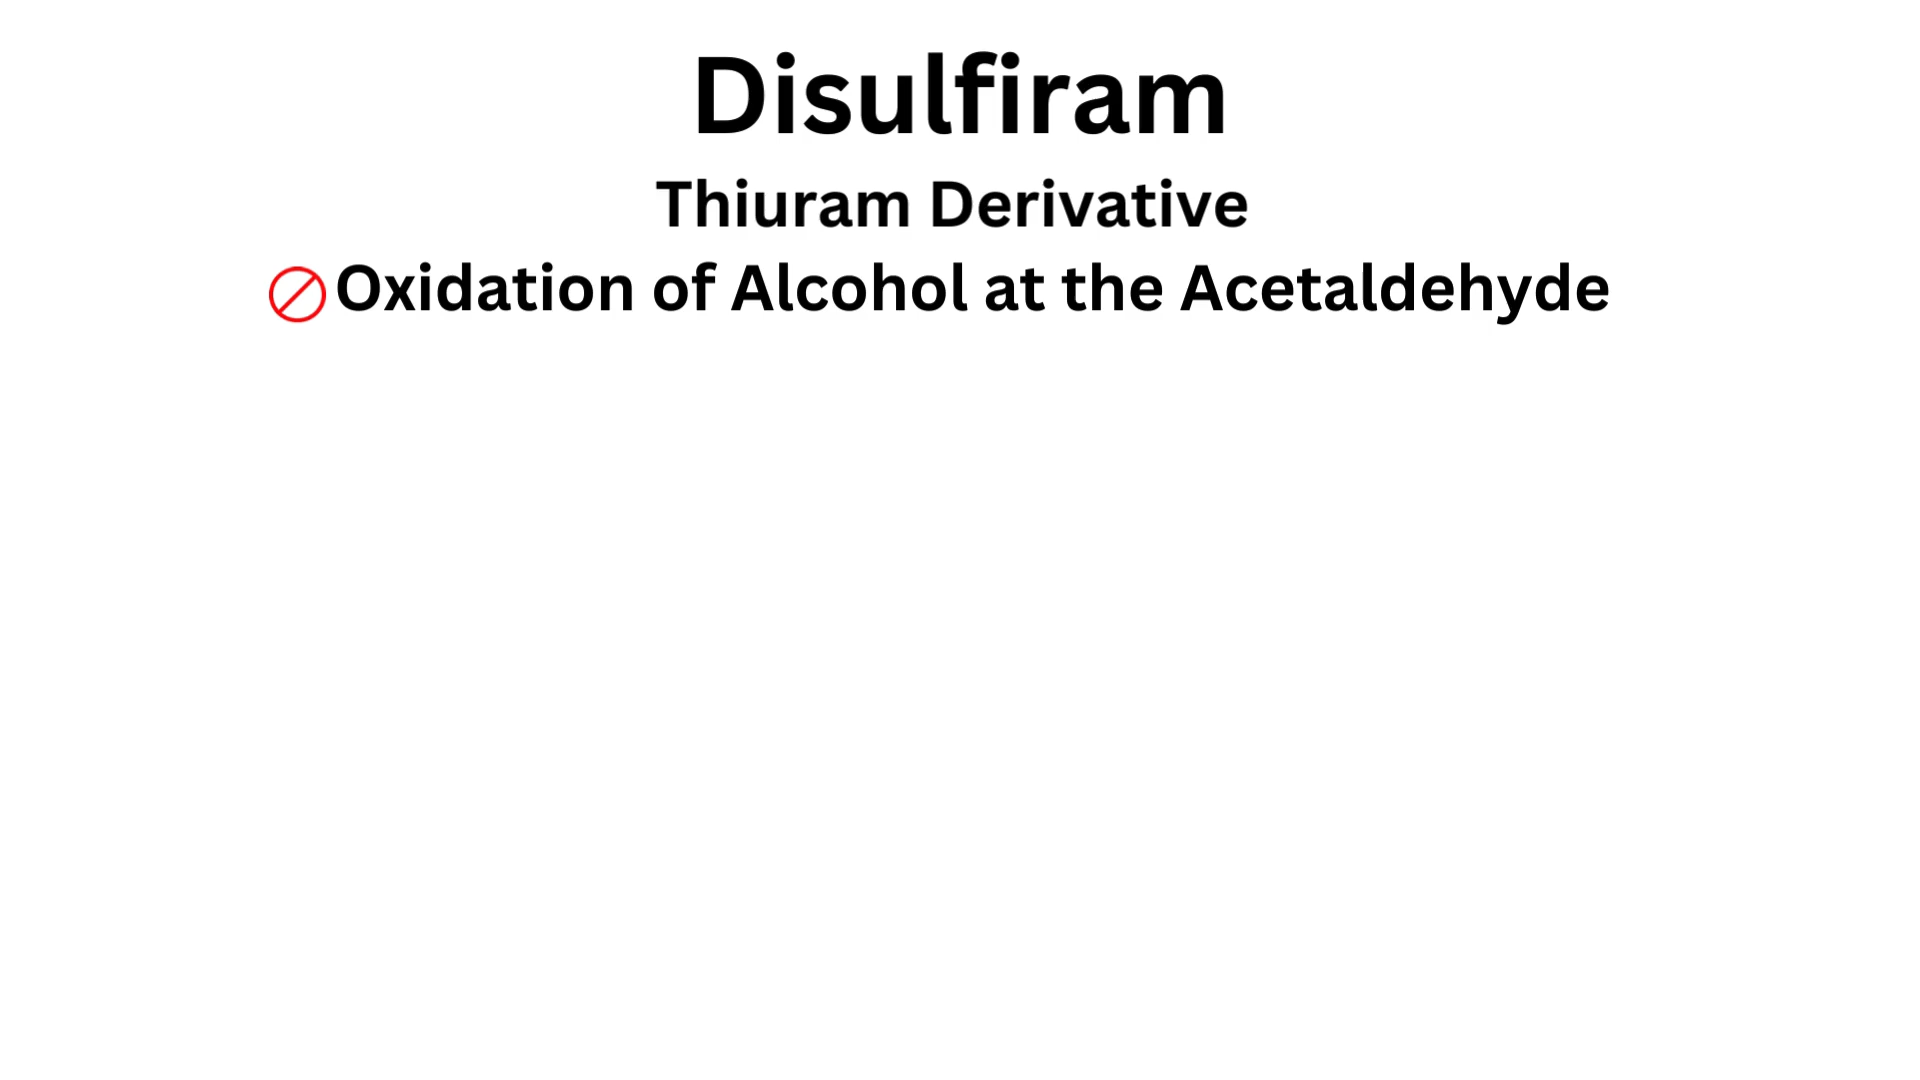 Disulfiram
Thiuram Derivative
Oxidation of Alcohol at the Acetaldehyde